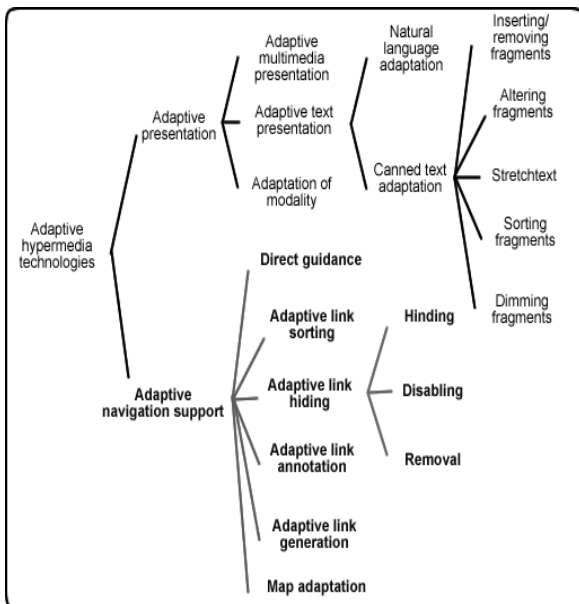 Adaptive
hypermedia
technologies
Adaptive
presentation
Adaptive
multimedia
presentation
Adaptive text
presentation
Adaptation of
modality
Natural
language
adaptation
Canned text
adaptation
Inserting/
removing
fragments
Altering
fragments
Stretchtext
Sorting
fragments
Dimming
fragments
Adaptive
navigation support
Direct guidance
Adaptive link
sorting
Adaptive link
hiding
Adaptive link
annotation
Adaptive link
generation
Map adaptation
Hinding
Disabling
Removal